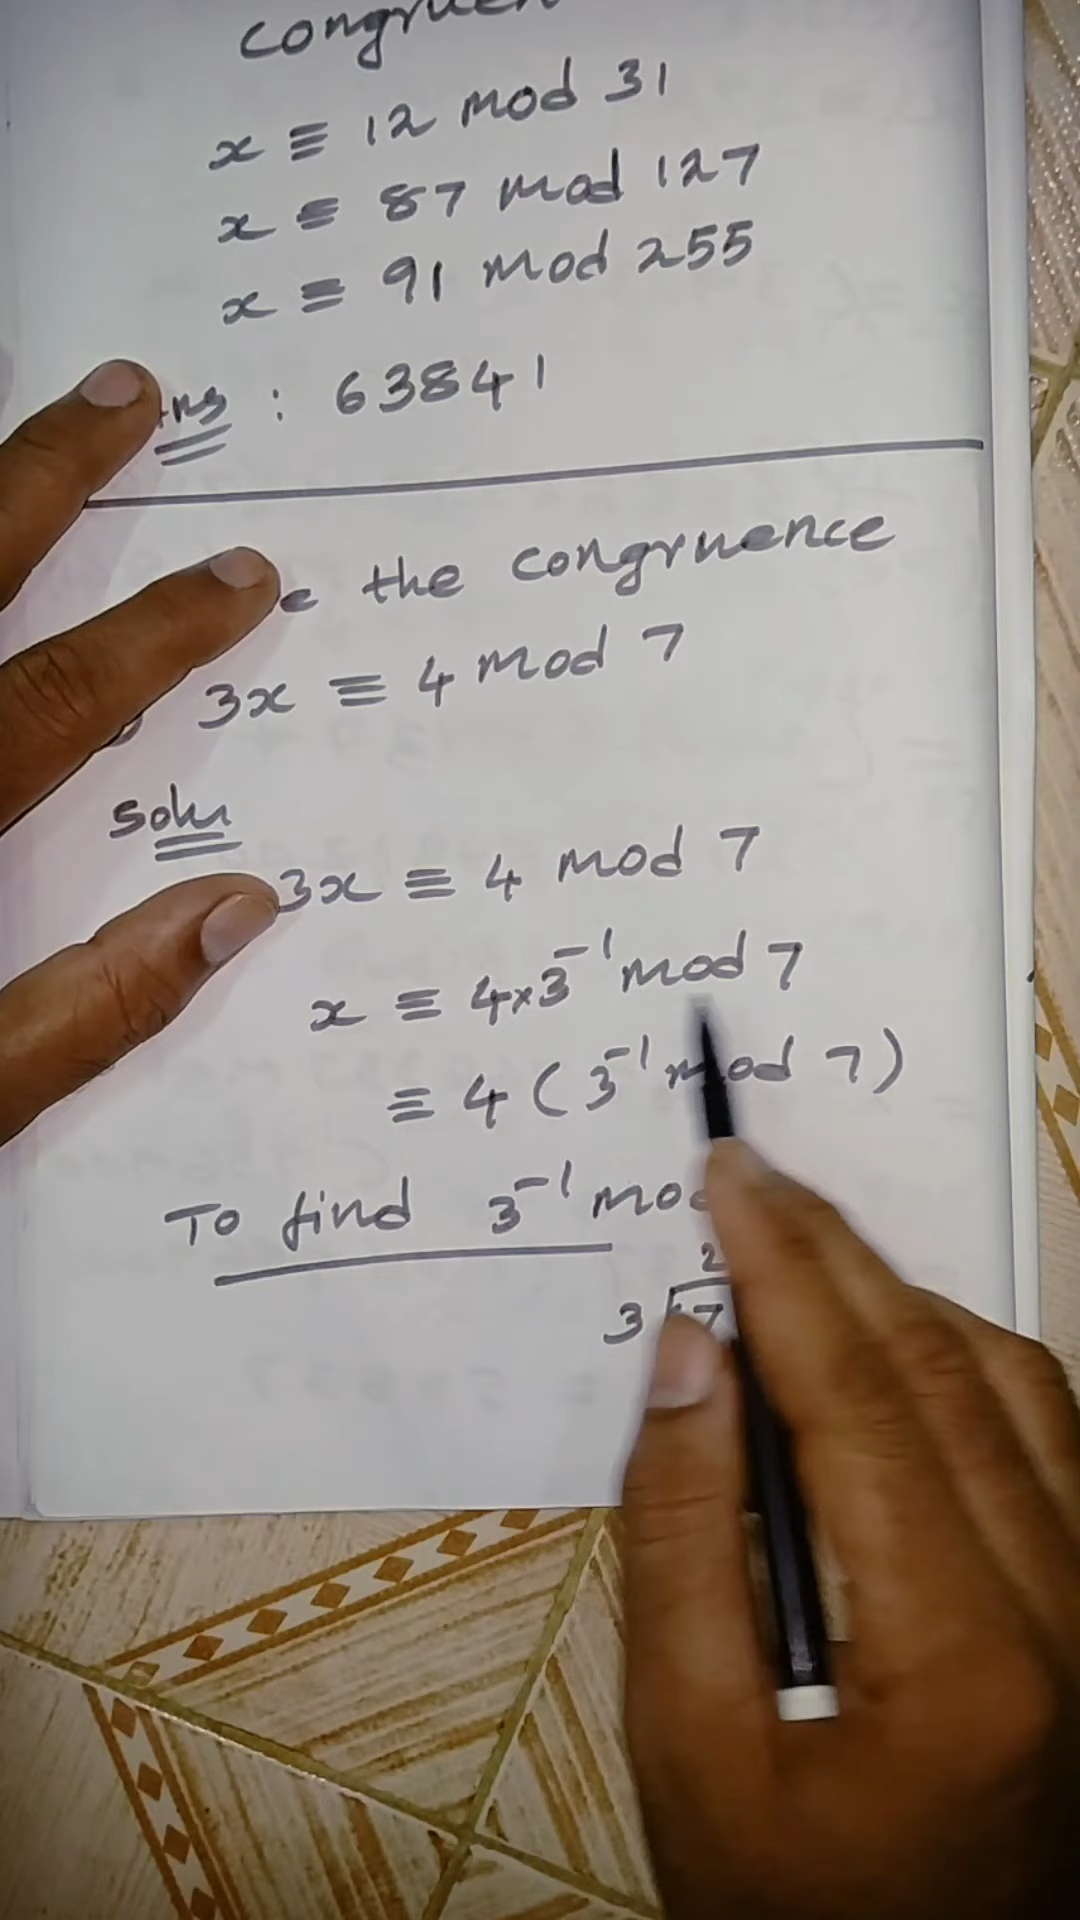 x ≡ 12 mod 31
x ≡ 87 mod 127
x ≡ 91 mod 255
: 63841
the congruence
3x ≡ 4 mod 7
Soln
3x ≡ 4 mod 7
x ≡ 4×3⁻¹ mod 7
≡ 4 ( 3⁻¹ mod 7 )
To find 3⁻¹
2
3 7